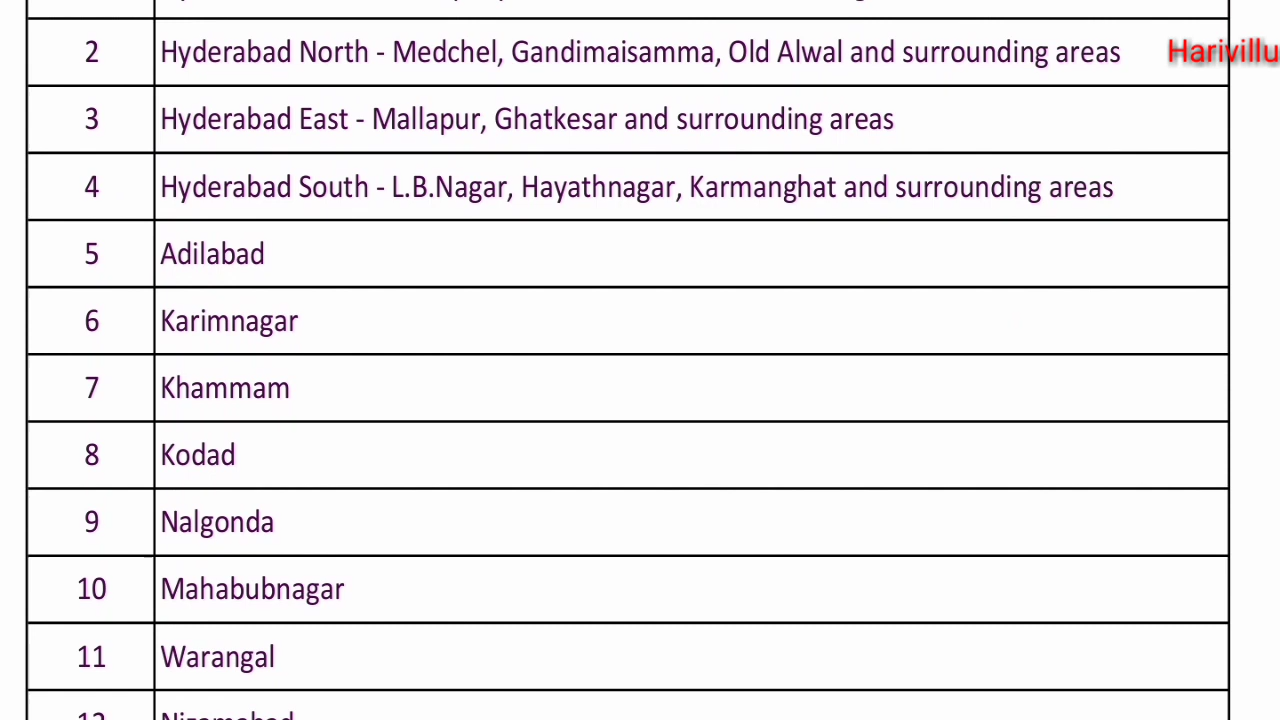 2 Hyderabad North - Medchel, Gandimaisamma, Old Alwal and surrounding areas Harivillu
3 Hyderabad East - Mallapur, Ghatkesar and surrounding areas
4 Hyderabad South - L.B.Nagar, Hayathnagar, Karmanghat and surrounding areas
5 Adilabad
6 Karimnagar
7 Khammam
8 Kodad
9 Nalgonda
10 Mahabubnagar
11 Warangal
12 Nizamabad